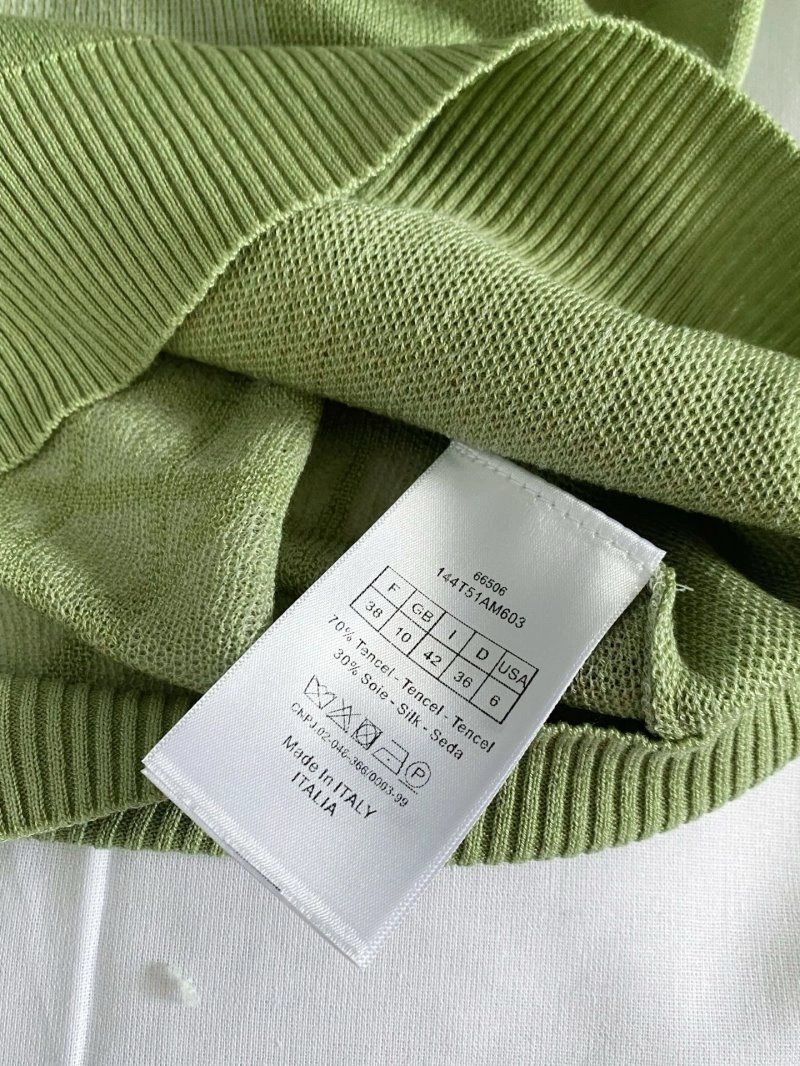 66506
144T51AM603
F GB I D USA
38 10 42 36 6
70% Tencel - Tencel - Tencel
30% Soie - Silk - Seda
P
CNPJ.02-046-366/0003-99
Made In ITALY
ITALIA